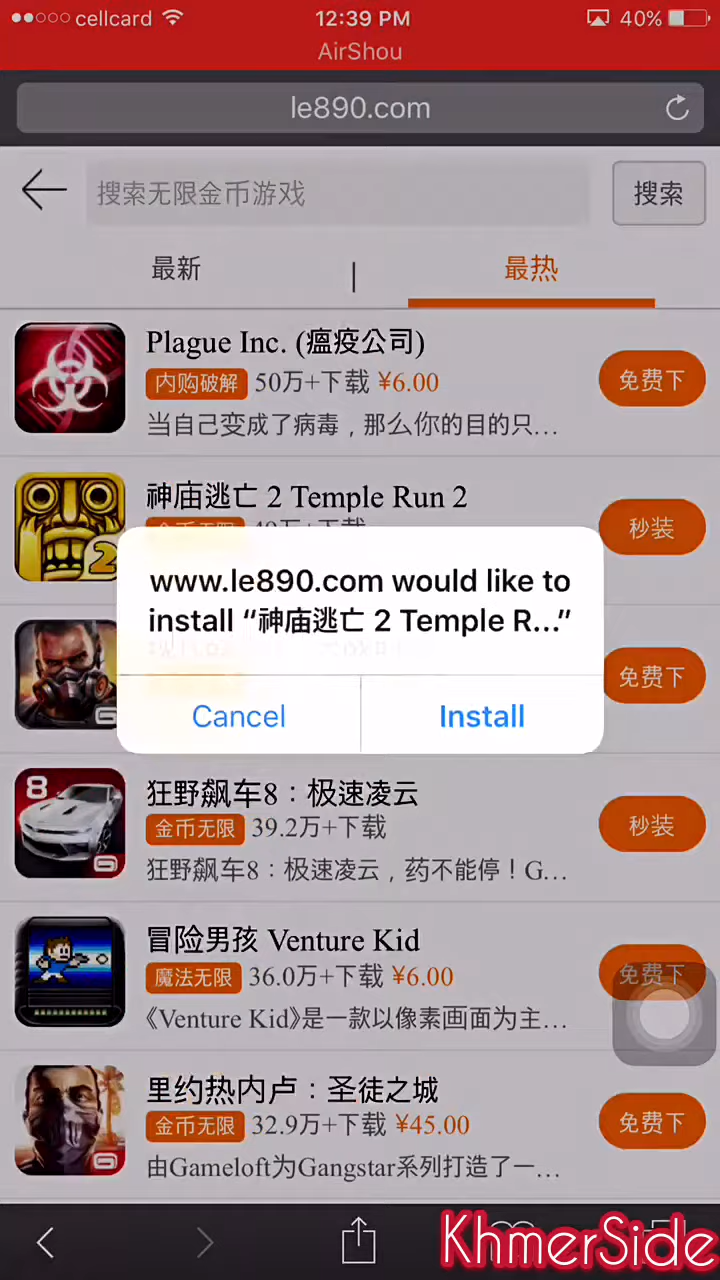 cellcard 12:39 PM 40%
AirShou
le890.com
搜索无限金币游戏 搜索
最新 | 最热
Plague Inc. (瘟疫公司)
内购破解 50万+下载 ¥6.00 免费下
当自己变成了病毒，那么你的目的只...
神庙逃亡 2 Temple Run 2
秒装
www.le890.com would like to
install “神庙逃亡 2 Temple R...”
免费下
Cancel Install
8
狂野飙车8：极速凌云
金币无限 39.2万+下载 秒装
狂野飙车8：极速凌云，药不能停！G...
冒险男孩 Venture Kid
魔法无限 36.0万+下载 ¥6.00 免费下
《Venture Kid》是一款以像素画面为主...
里约热内卢：圣徒之城
金币无限 32.9万+下载 ¥45.00 免费下
由Gameloft为Gangstar系列打造了一...
KhmerSide